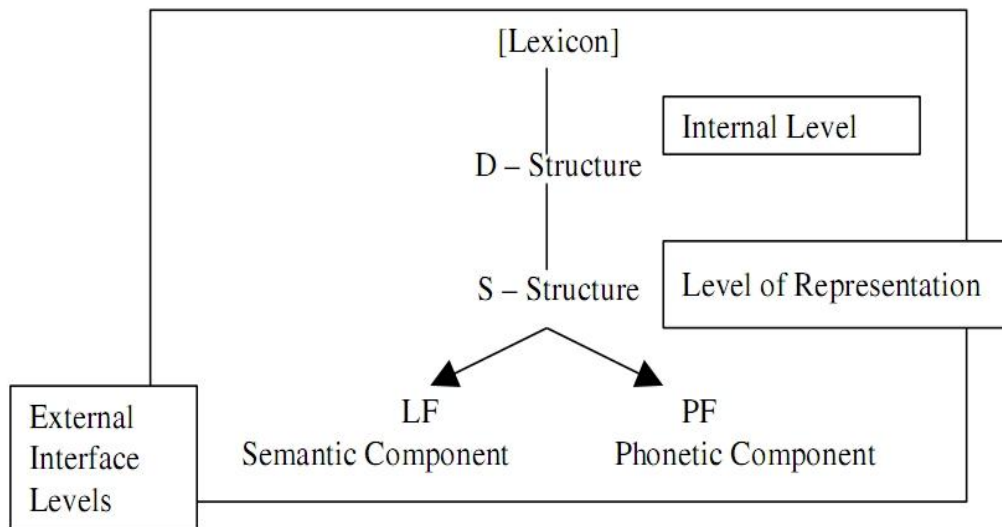 [Lexicon]
Internal Level
D – Structure
S – Structure
Level of Representation
LF
PF
Semantic Component
Phonetic Component
External
Interface
Levels